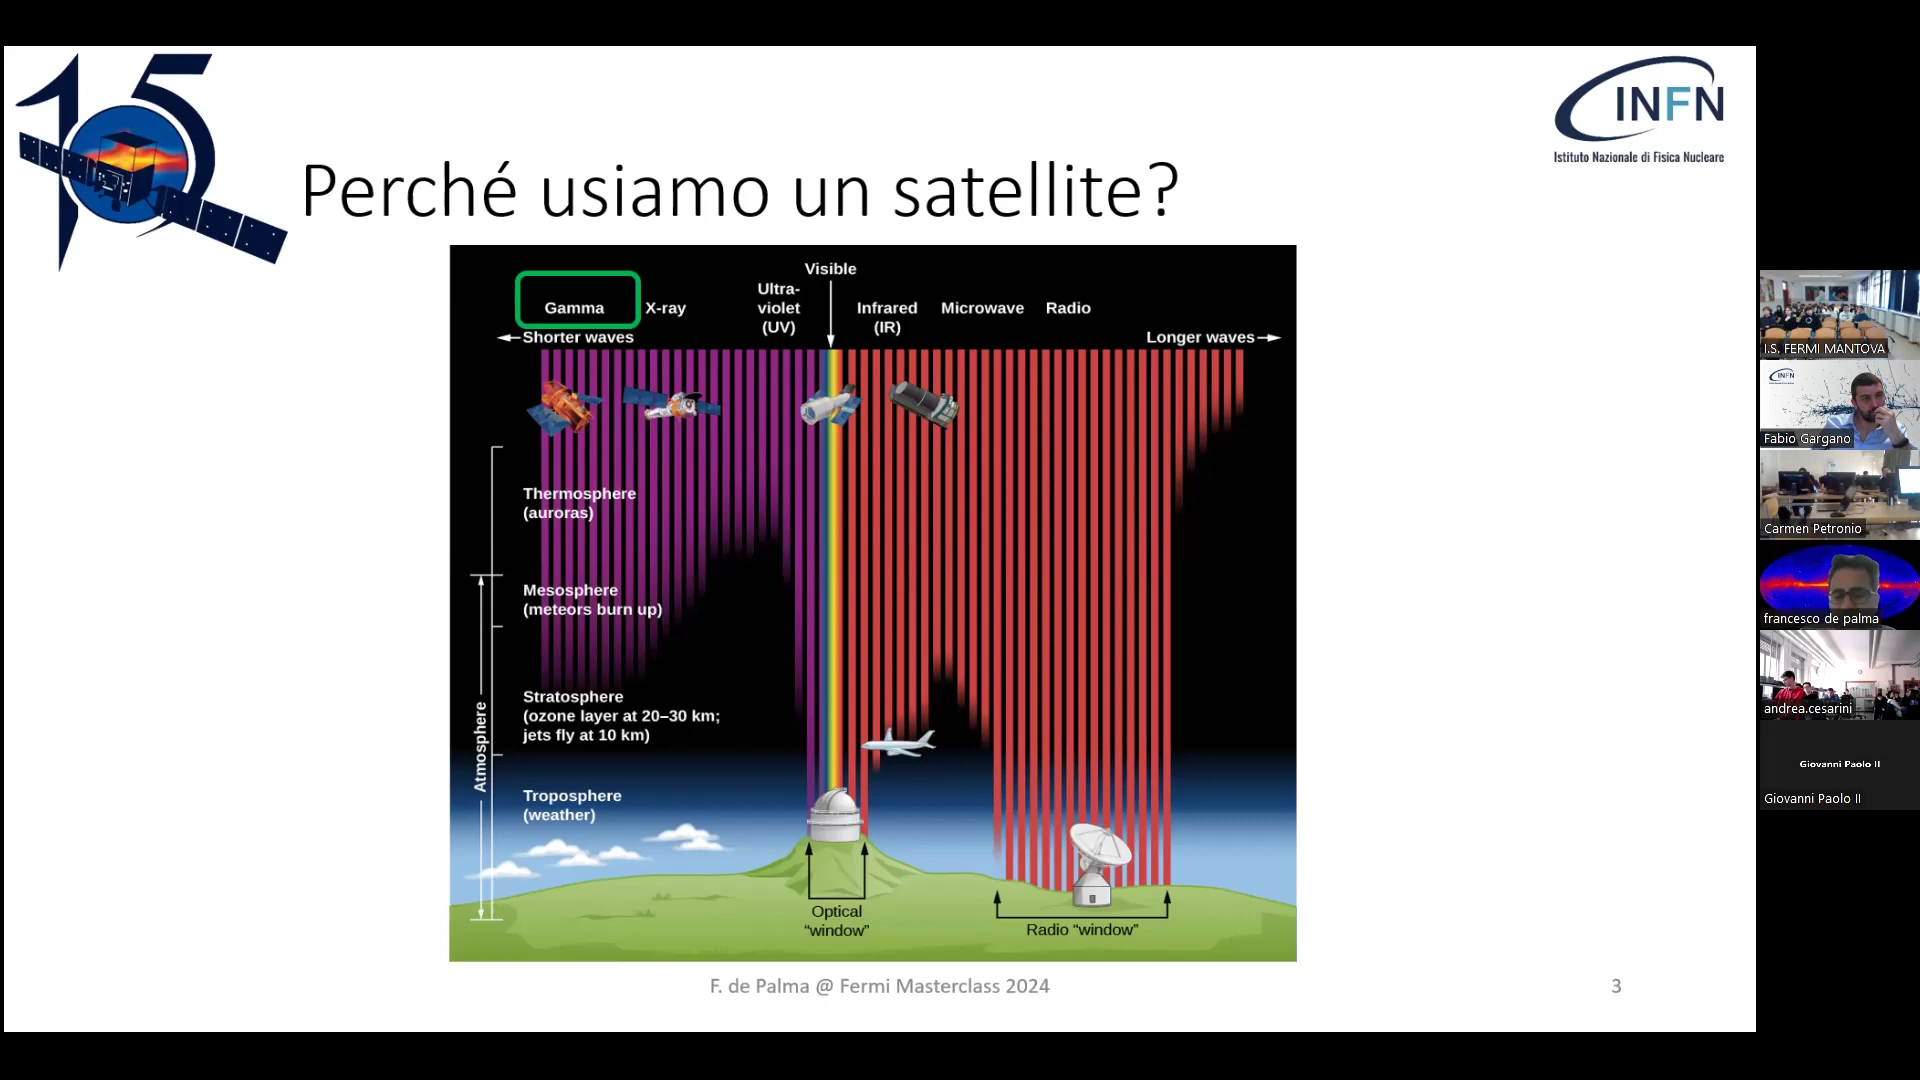 15
INFN
Istituto Nazionale di Fisica Nucleare
Perché usiamo un satellite?
Visible
Gamma
X-ray
Ultra-
violet
(UV)
Infrared
(IR)
Microwave
Radio
Shorter waves
Longer waves
Thermosphere
(auroras)
Mesosphere
(meteors burn up)
Stratosphere
(ozone layer at 20–30 km;
jets fly at 10 km)
Atmosphere
Troposphere
(weather)
Optical
“window”
Radio “window”
F. de Palma @ Fermi Masterclass 2024
3
I.S. FERMI MANTOVA
INFN
Fabio Gargano
Carmen Petronio
francesco de palma
andrea.cesarini
Giovanni Paolo II
Giovanni Paolo II